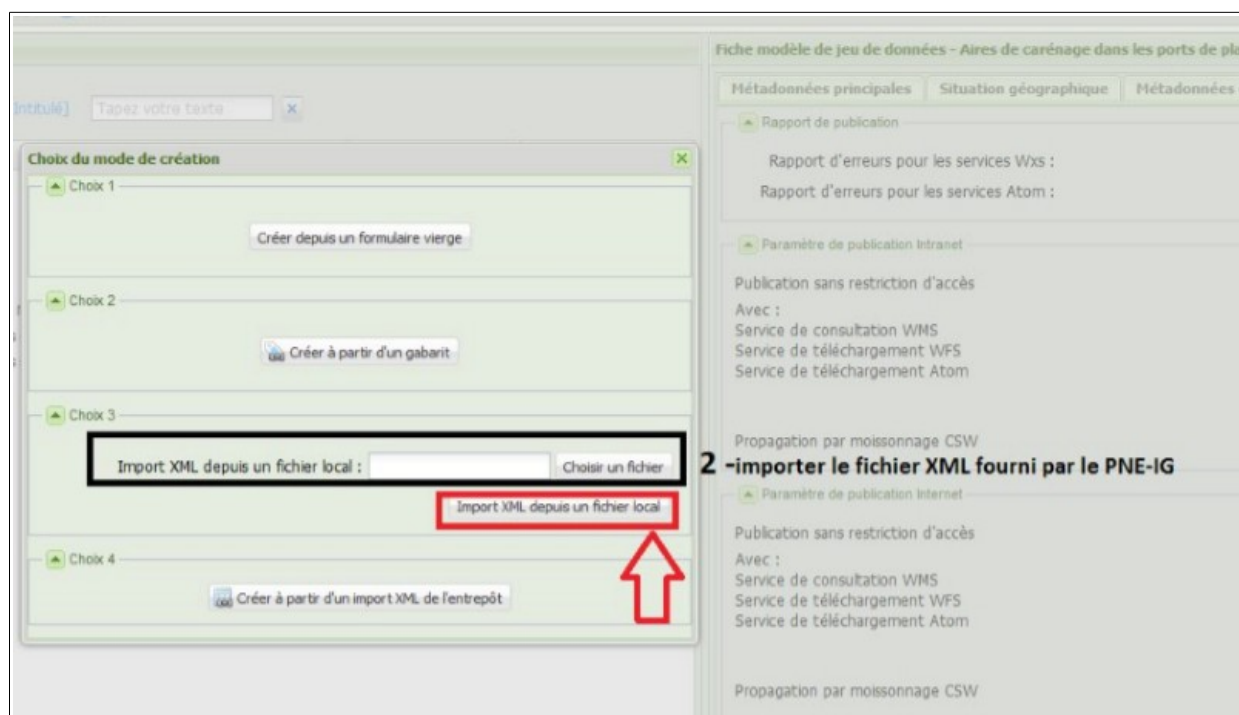 Fiche modèle de jeu de données - Aires de carénage dans les ports de pla
Intitulé] Tapez votre texte
Métadonnées principales Situation géographique Métadonnées
Choix du mode de création
Choix 1
Créer depuis un formulaire vierge
Choix 2
Créer à partir d'un gabarit
Choix 3
Import XML depuis un fichier local : Choisir un fichier
Import XML depuis un fichier local
Choix 4
Créer à partir d'un import XML de l'entrepôt
Rapport de publication
Rapport d'erreurs pour les services Wxs :
Rapport d'erreurs pour les services Atom :
Paramètre de publication Intranet
Publication sans restriction d'accès
Avec :
Service de consultation WMS
Service de téléchargement WFS
Service de téléchargement Atom
Propagation par moissonnage CSW
2 -importer le fichier XML fourni par le PNE-IG
Paramètre de publication Internet
Publication sans restriction d'accès
Avec :
Service de consultation WMS
Service de téléchargement WFS
Service de téléchargement Atom
Propagation par moissonnage CSW